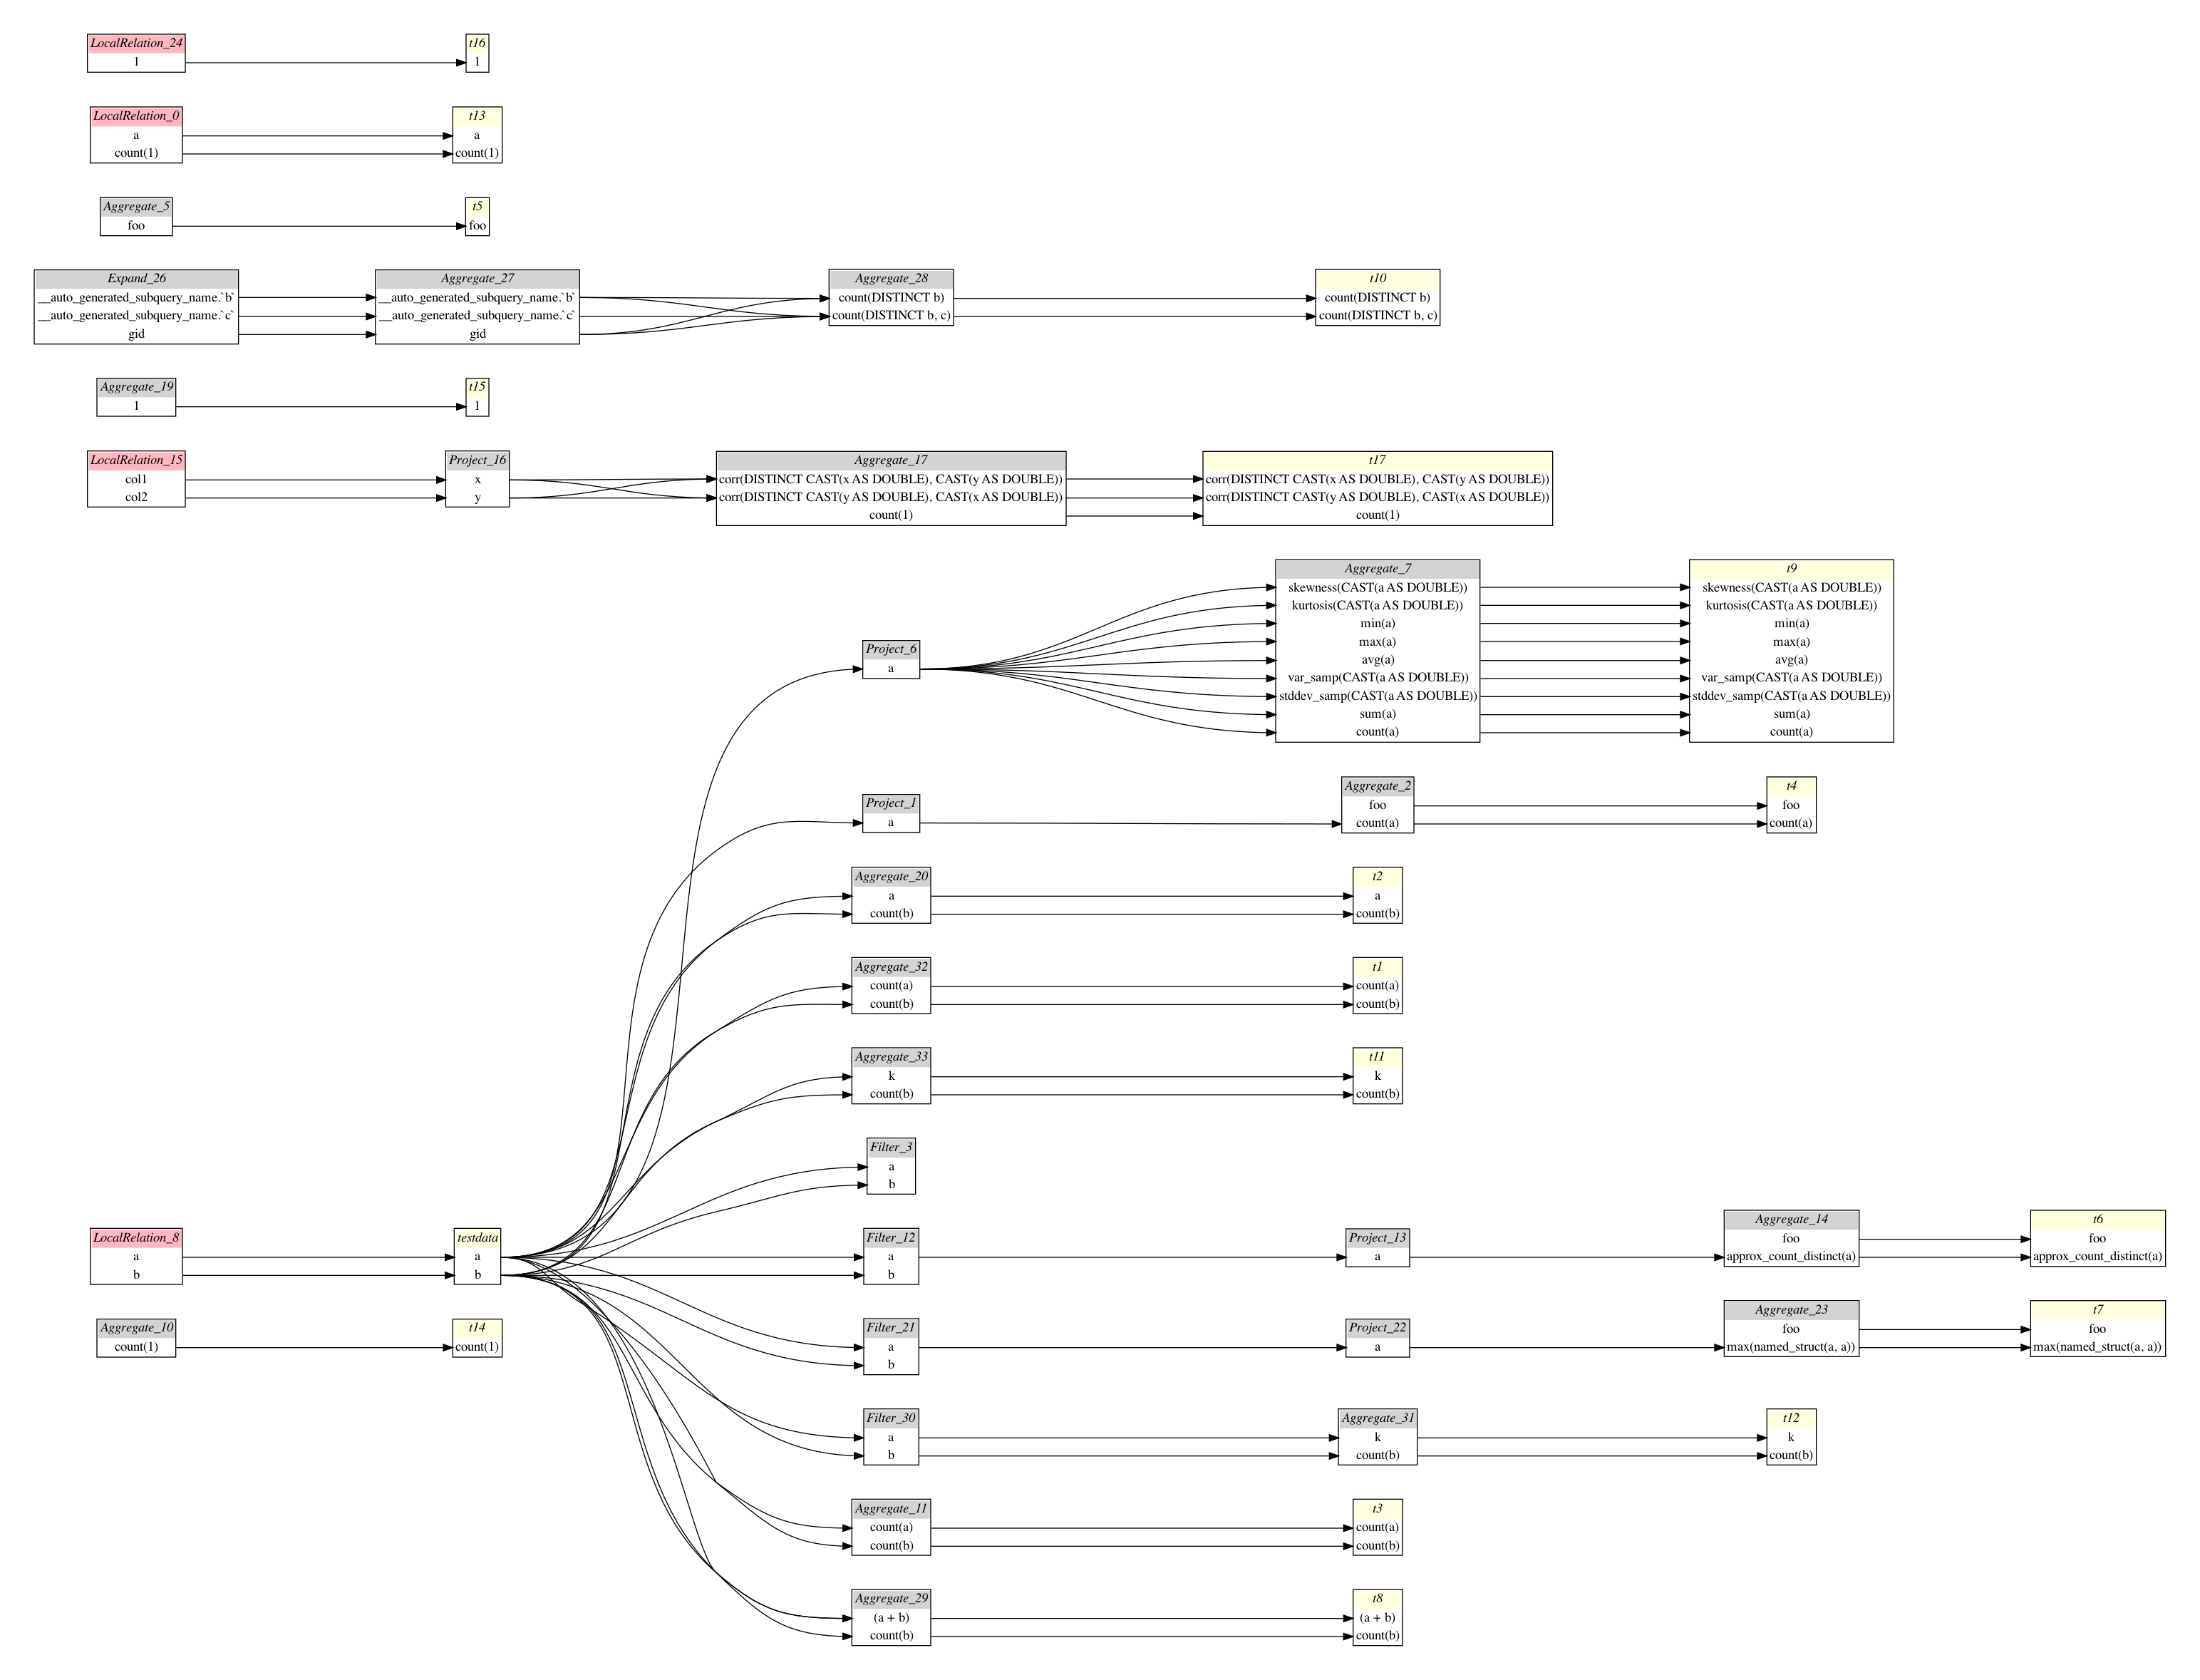 LocalRelation_24
1
t16
1
LocalRelation_0
a
count(1)
t13
a
count(1)
Aggregate_5
foo
t5
foo
Expand_26
__auto_generated_subquery_name.`b`
__auto_generated_subquery_name.`c`
gid
Aggregate_27
__auto_generated_subquery_name.`b`
__auto_generated_subquery_name.`c`
gid
Aggregate_28
count(DISTINCT b)
count(DISTINCT b, c)
t10
count(DISTINCT b)
count(DISTINCT b, c)
Aggregate_19
1
t15
1
LocalRelation_15
col1
col2
Project_16
x
y
Aggregate_17
corr(DISTINCT CAST(x AS DOUBLE), CAST(y AS DOUBLE))
corr(DISTINCT CAST(y AS DOUBLE), CAST(x AS DOUBLE))
count(1)
t17
corr(DISTINCT CAST(x AS DOUBLE), CAST(y AS DOUBLE))
corr(DISTINCT CAST(y AS DOUBLE), CAST(x AS DOUBLE))
count(1)
Project_6
a
Aggregate_7
skewness(CAST(a AS DOUBLE))
kurtosis(CAST(a AS DOUBLE))
min(a)
max(a)
avg(a)
var_samp(CAST(a AS DOUBLE))
stddev_samp(CAST(a AS DOUBLE))
sum(a)
count(a)
t9
skewness(CAST(a AS DOUBLE))
kurtosis(CAST(a AS DOUBLE))
min(a)
max(a)
avg(a)
var_samp(CAST(a AS DOUBLE))
stddev_samp(CAST(a AS DOUBLE))
sum(a)
count(a)
Project_1
a
Aggregate_2
foo
count(a)
t4
foo
count(a)
Aggregate_20
a
count(b)
t2
a
count(b)
Aggregate_32
count(a)
count(b)
t1
count(a)
count(b)
Aggregate_33
k
count(b)
t11
k
count(b)
Filter_3
a
b
LocalRelation_8
a
b
testdata
a
b
Filter_12
a
b
Project_13
a
Aggregate_14
foo
approx_count_distinct(a)
t6
foo
approx_count_distinct(a)
Aggregate_10
count(1)
t14
count(1)
Filter_21
a
b
Project_22
a
Aggregate_23
foo
max(named_struct(a, a))
t7
foo
max(named_struct(a, a))
Filter_30
a
b
Aggregate_31
k
count(b)
t12
k
count(b)
Aggregate_11
count(a)
count(b)
t3
count(a)
count(b)
Aggregate_29
(a + b)
count(b)
t8
(a + b)
count(b)